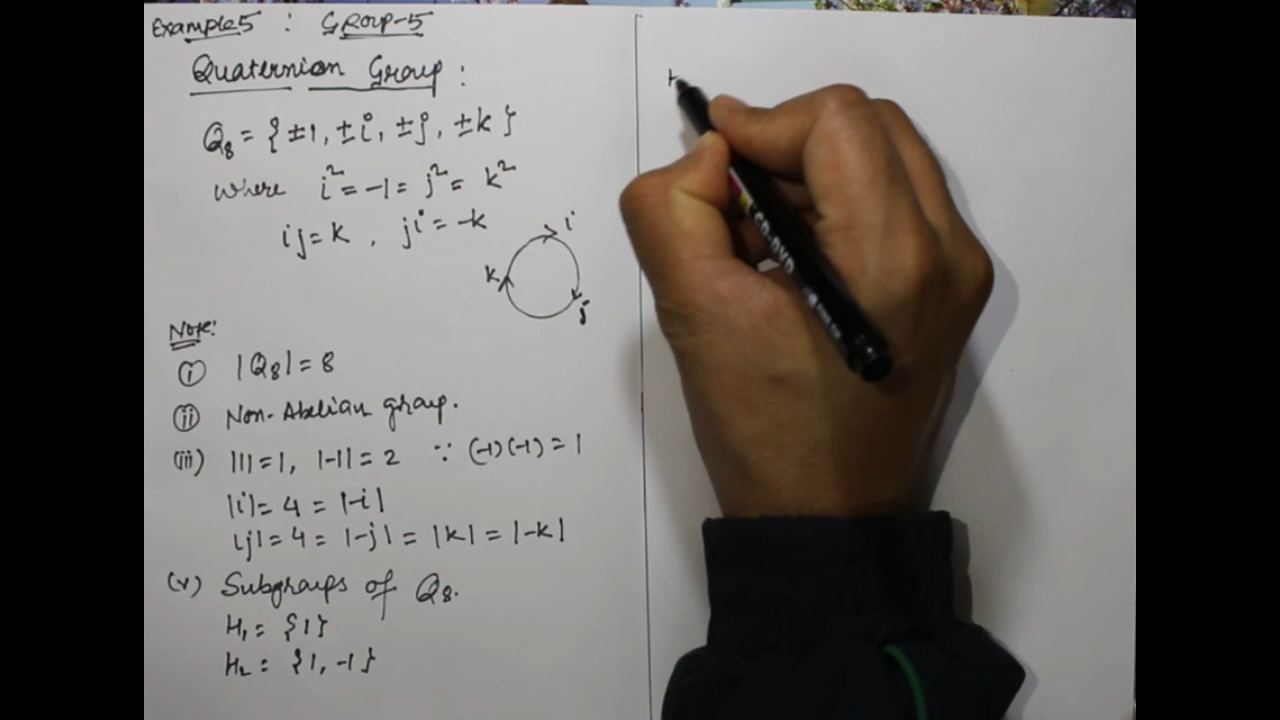 Example 5 : GROUP-5
Quaternion Group :
Q₈ = { ±1, ±i, ±j, ±k }
where i² = -1 = j² = k²
ij = k , ji = -k
i
k
j
Note:
(i) |Q₈| = 8
(ii) Non-Abelian group.
(iii) |1| = 1, |-1| = 2 ∵ (-1)(-1) = 1
|i| = 4 = |-i|
|j| = 4 = |-j| = |k| = |-k|
(v) Subgroups of Q₈.
H₁ = {1}
H₂ = {1, -1}